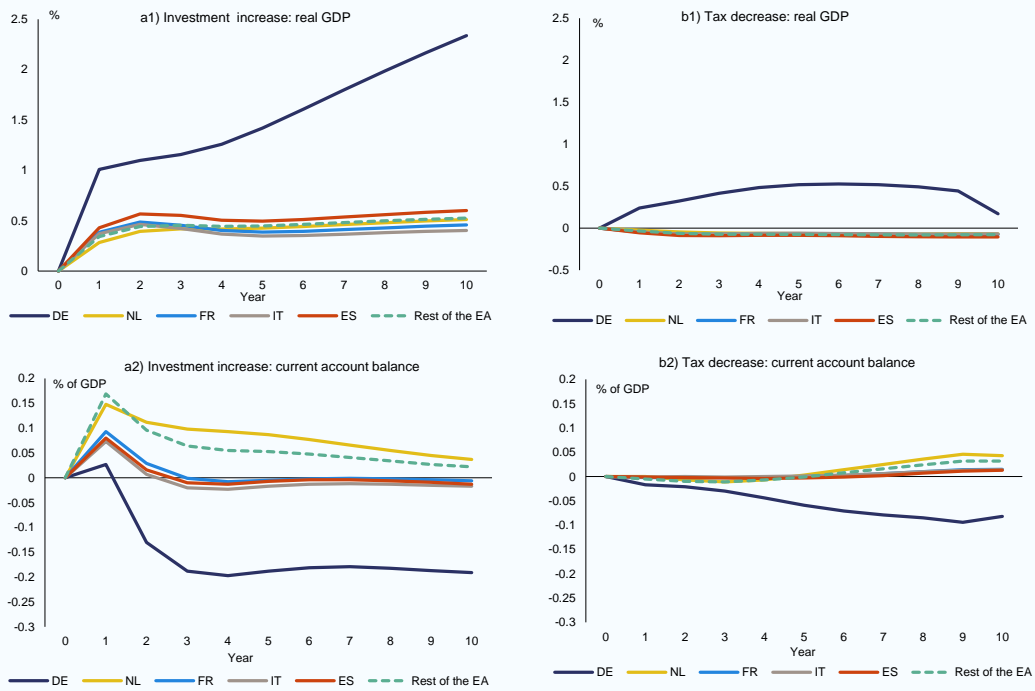 a1) Investment  increase: real GDP
%
2.5
2
1.5
1
0.5
0
0 1 2 3 4 5 6 7 8 9 10
Year
DE NL FR IT ES Rest of the EA
b1) Tax decrease: real GDP
%
2.5
2
1.5
1
0.5
0
-0.5
0 1 2 3 4 5 6 7 8 9 10
Year
DE NL FR IT ES Rest of the EA
a2) Investment increase: current account balance
% of GDP
0.2
0.15
0.1
0.05
0
-0.05
-0.1
-0.15
-0.2
-0.25
-0.3
0 1 2 3 4 5 6 7 8 9 10
Year
DE NL FR IT ES Rest of the EA
b2) Tax decrease: current account balance
% of GDP
0.2
0.15
0.1
0.05
0
-0.05
-0.1
-0.15
-0.2
-0.25
-0.3
0 1 2 3 4 5 6 7 8 9 10
Year
DE NL FR IT ES Rest of the EA